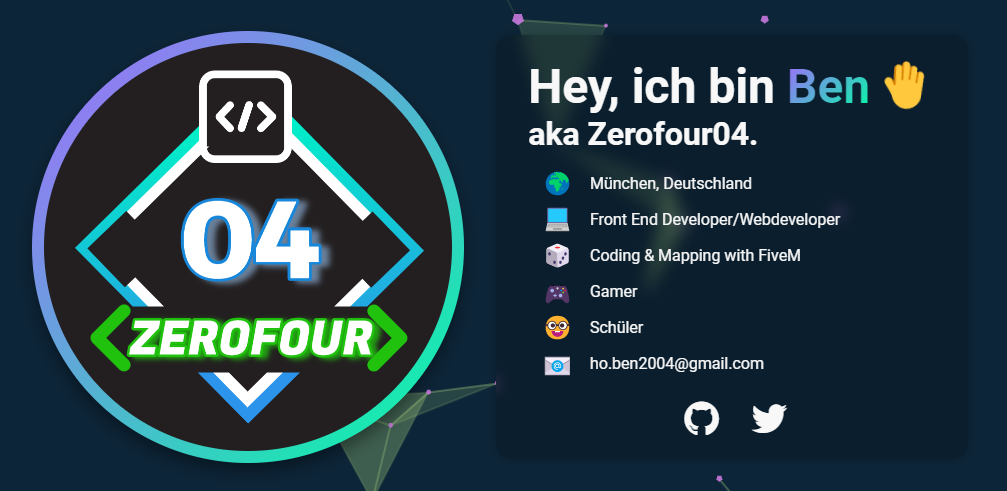 </>
04
ZEROFOUR
Hey, ich bin Ben 🤚
aka Zerofour04.
München, Deutschland
Front End Developer/Webdeveloper
Coding & Mapping with FiveM
Gamer
Schüler
ho.ben2004@gmail.com